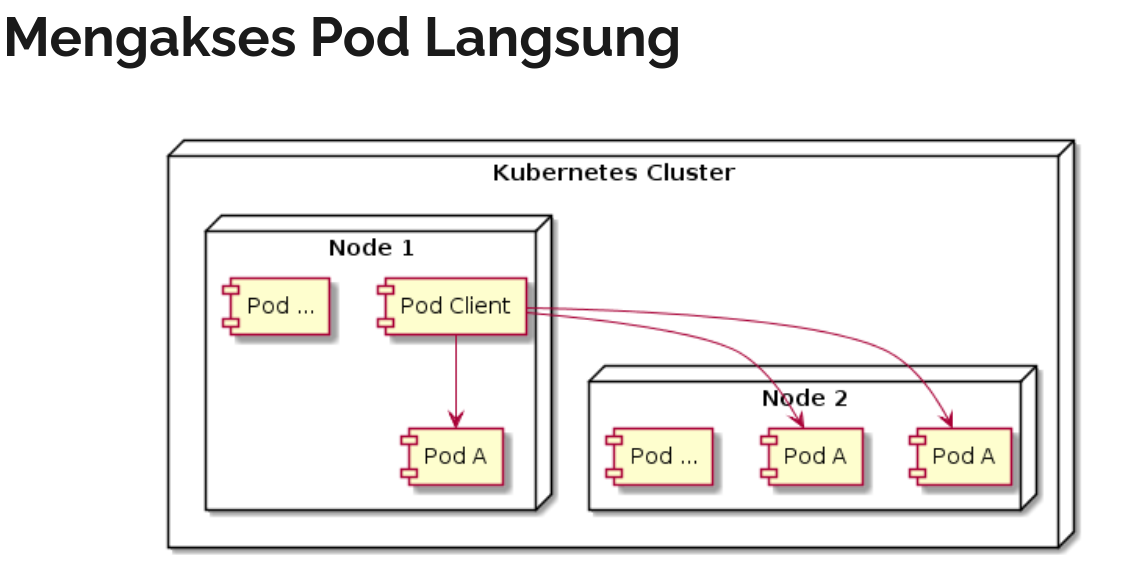 Mengakses Pod Langsung
Kubernetes Cluster
Node 1
Pod ...
Pod Client
Pod A
Node 2
Pod ...
Pod A
Pod A